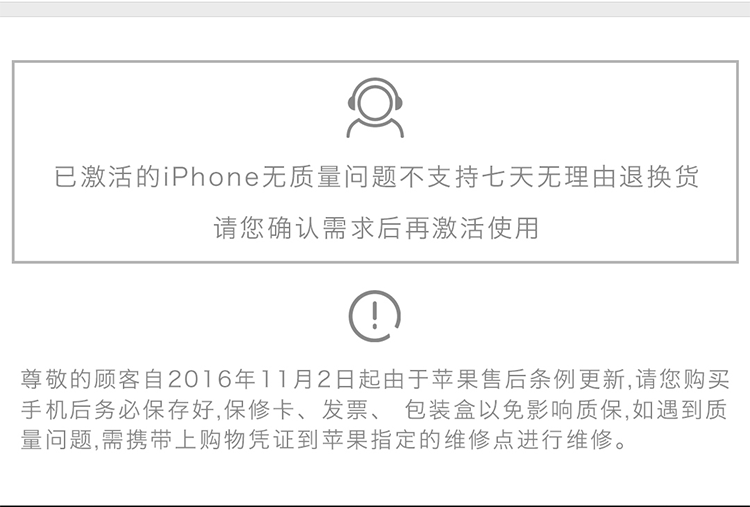 已激活的iPhone无质量问题不支持七天无理由退换货
请您确认需求后再激活使用
尊敬的顾客自2016年11月2日起由于苹果售后条例更新,请您购买
手机后务必保存好,保修卡、发票、 包装盒以免影响质保,如遇到质
量问题,需携带上购物凭证到苹果指定的维修点进行维修。